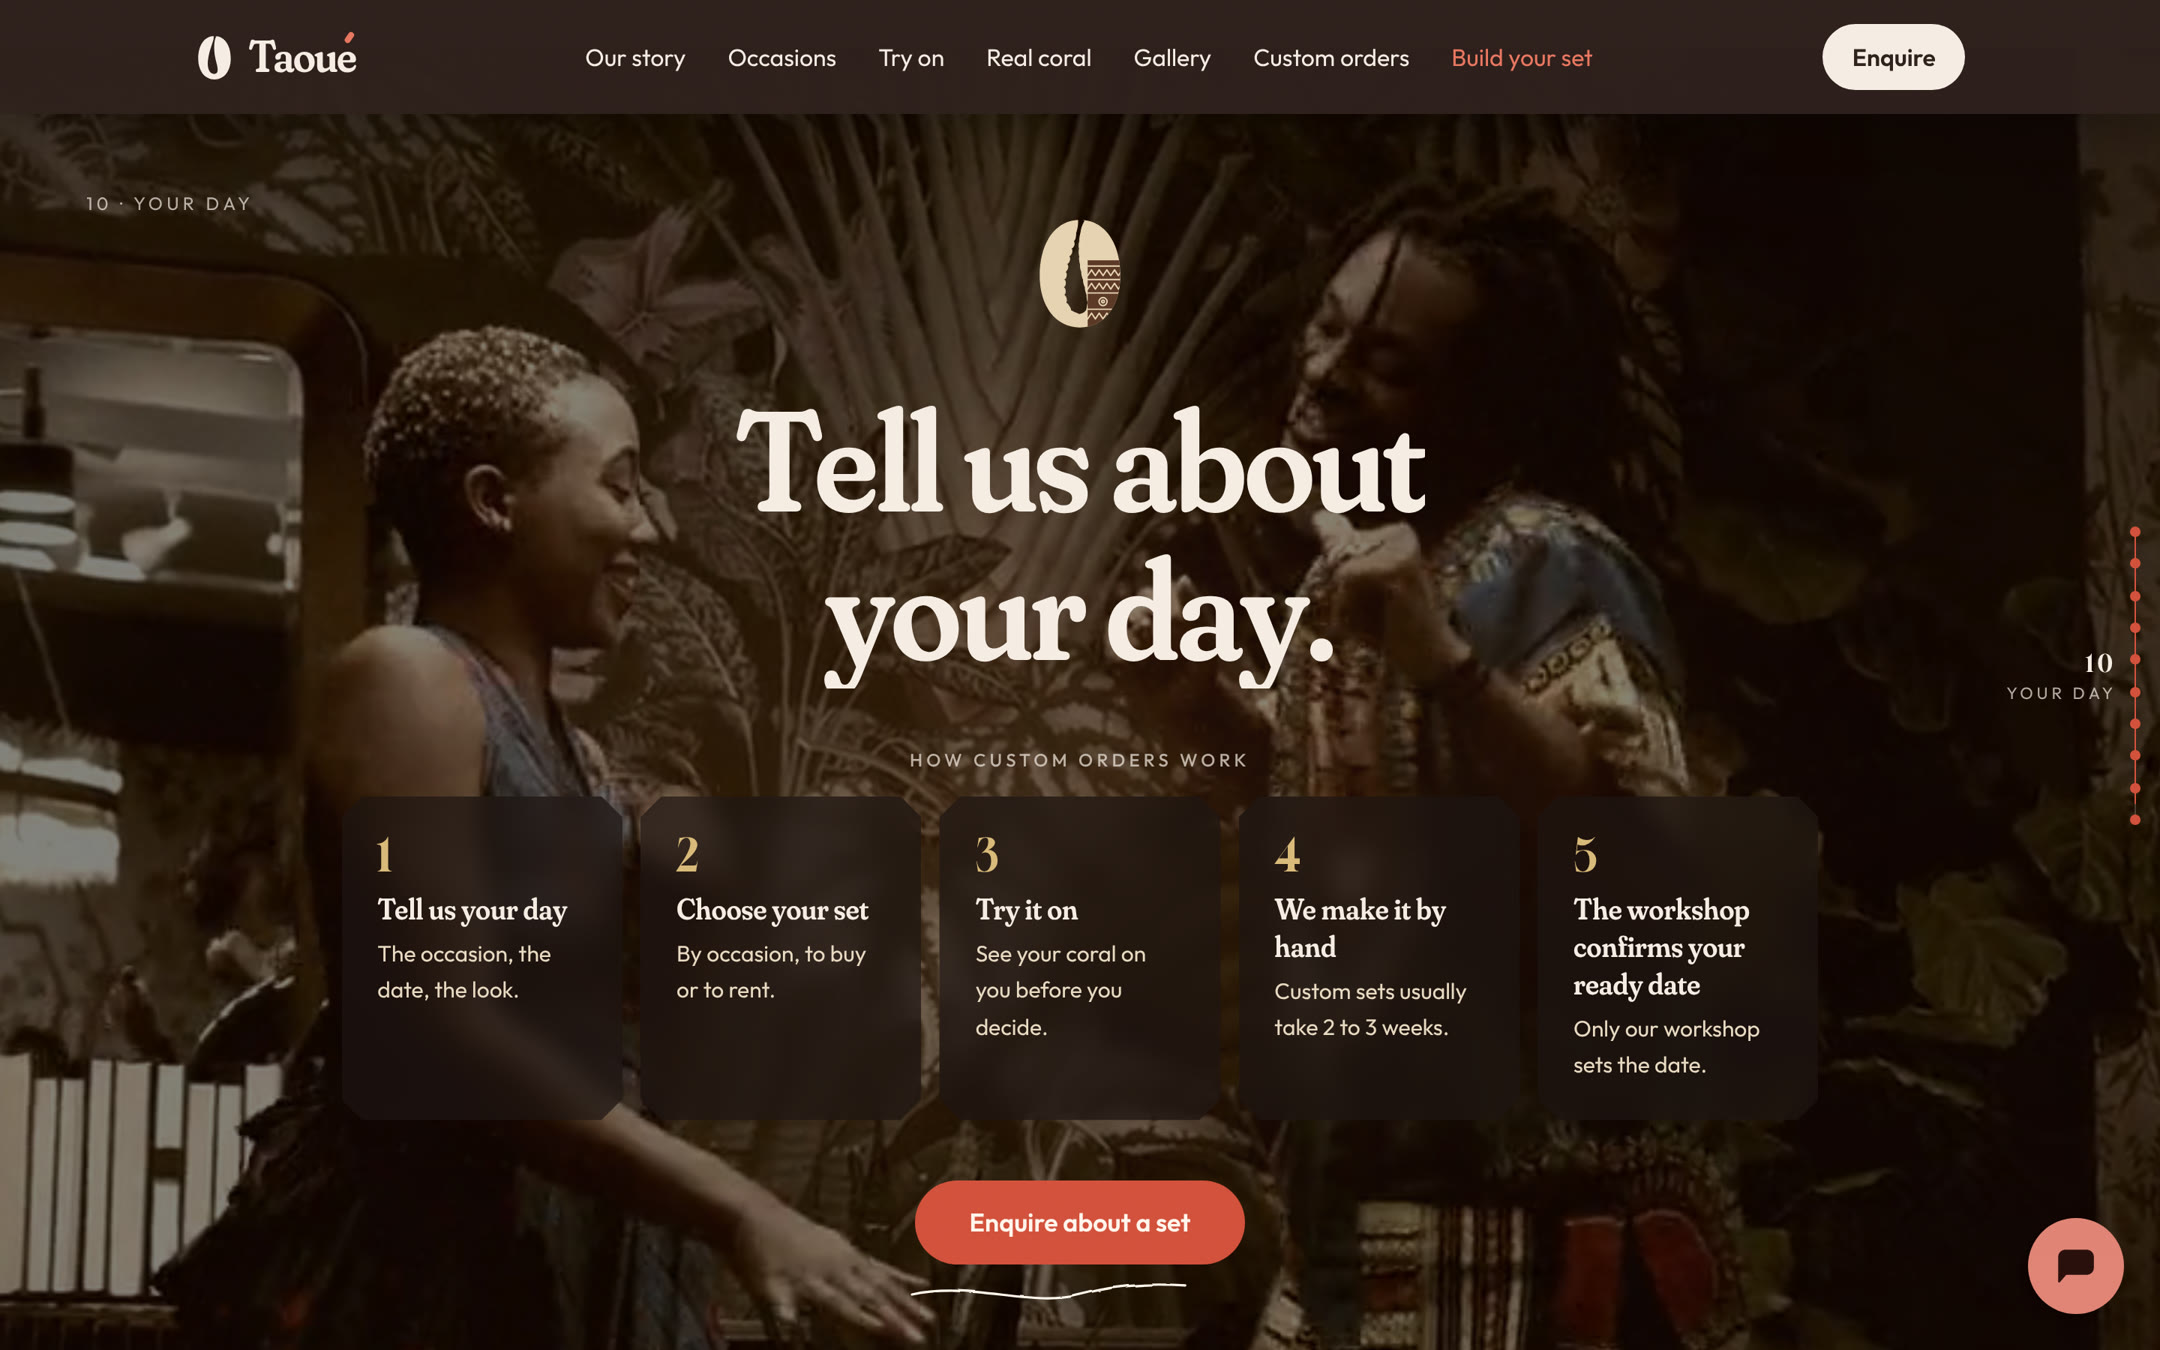 Taoué
Our story
Occasions
Try on
Real coral
Gallery
Custom orders
Build your set
Enquire
10 · YOUR DAY
Tell us about
your day.
10
YOUR DAY
HOW CUSTOM ORDERS WORK
1
Tell us your day
The occasion, the
date, the look.
2
Choose your set
By occasion, to buy
or to rent.
3
Try it on
See your coral on
you before you
decide.
4
We make it by
hand
Custom sets usually
take 2 to 3 weeks.
5
The workshop
confirms your
ready date
Only our workshop
sets the date.
Enquire about a set